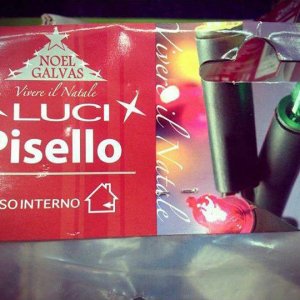 NOEL
GALVAS
Vivere il Natale
LUCI
Pisello
SO INTERNO
Vivere il Natale